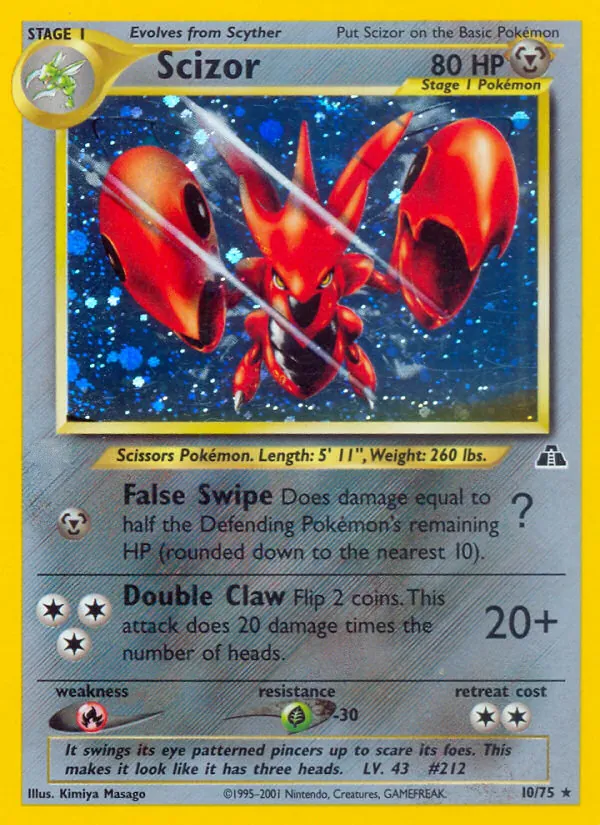 STAGE 1 Evolves from Scyther Put Scizor on the Basic Pokémon
Scizor 80 HP
Stage 1 Pokémon
Scissors Pokémon. Length: 5' 11", Weight: 260 lbs.
False Swipe Does damage equal to
half the Defending Pokémon's remaining ?
HP (rounded down to the nearest 10).
Double Claw Flip 2 coins. This
attack does 20 damage times the 20+
number of heads.
weakness resistance retreat cost
-30
It swings its eye patterned pincers up to scare its foes. This
makes it look like it has three heads. LV. 43 #212
Illus. Kimiya Masago ©1995-2001 Nintendo, Creatures, GAMEFREAK. 10/75 ★